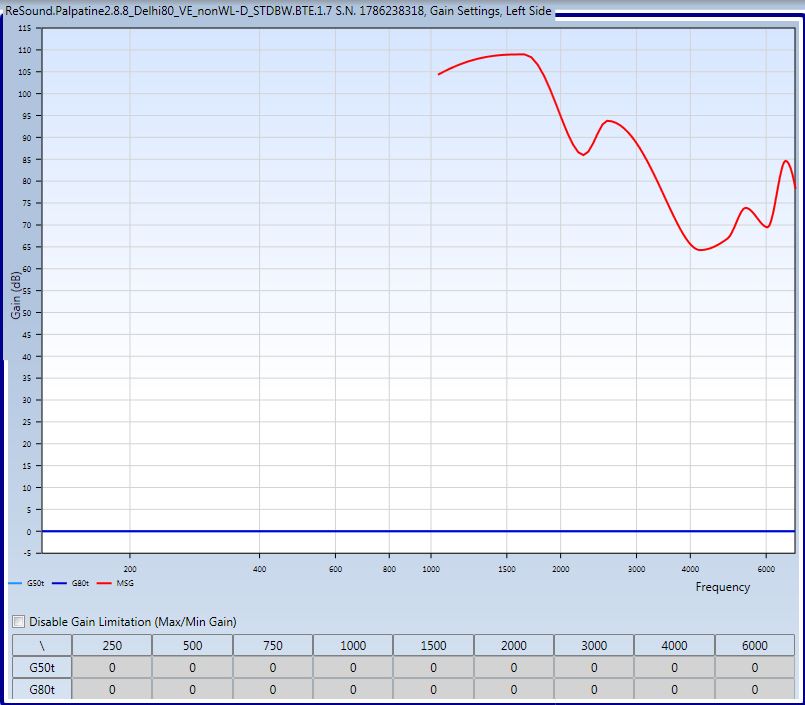 ReSound.Palpatine2.8.8_Delhi80_VE_nonWL-D_STDBW.BTE.1.7 S.N. 1786238318, Gain Settings, Left Side
115
110
105
100
95
90
85
80
75
70
65
60
55
50
45
40
35
30
25
20
15
10
5
0
-5
Gain (dB)
200 400 600 800 1000 1500 2000 3000 4000 6000
G50t G80t MSG
Frequency
Disable Gain Limitation (Max/Min Gain)
\ 250 500 750 1000 1500 2000 3000 4000 6000
G50t 0 0 0 0 0 0 0 0 0
G80t 0 0 0 0 0 0 0 0 0